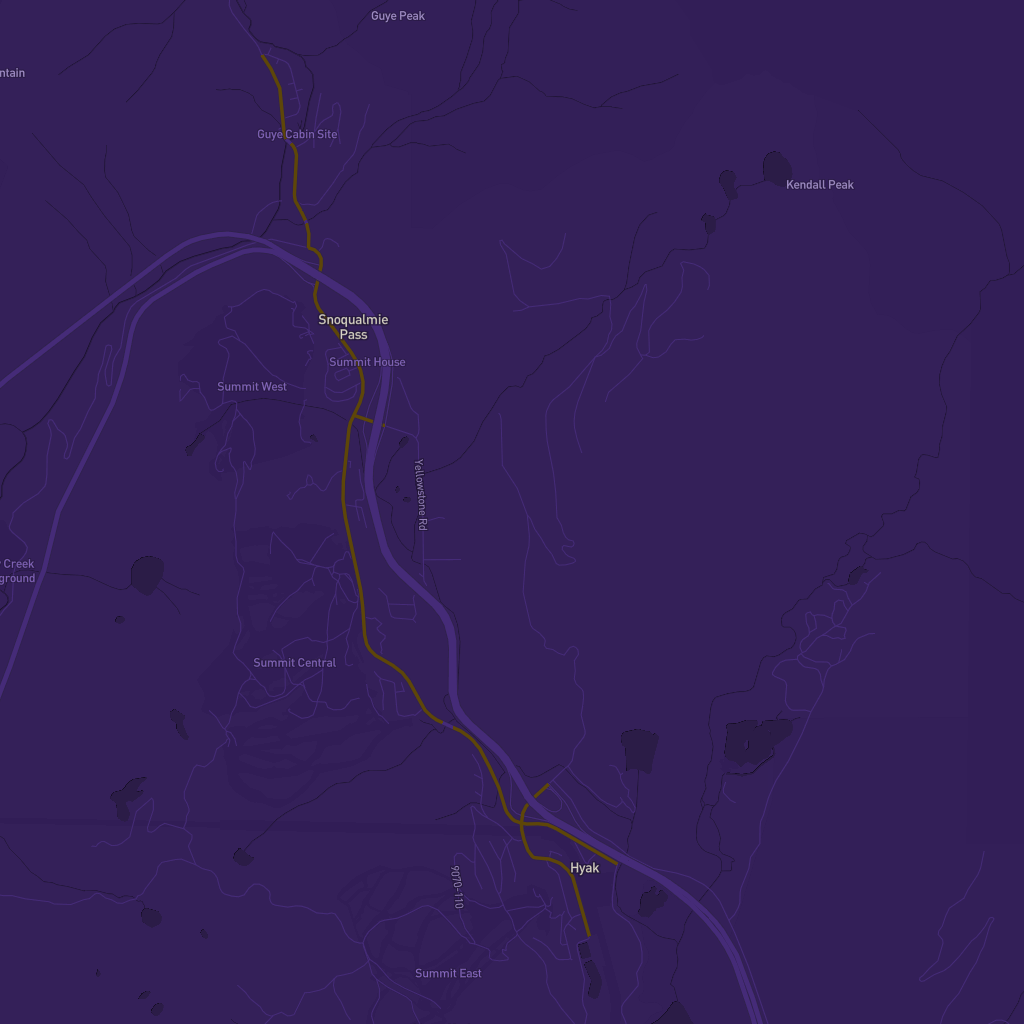 Guye Peak
ntain
Guye Cabin Site
Kendall Peak
Snoqualmie
Pass
Summit House
Summit West
Yellowstone Rd
Creek
ground
Summit Central
Hyak
9070-110
Summit East